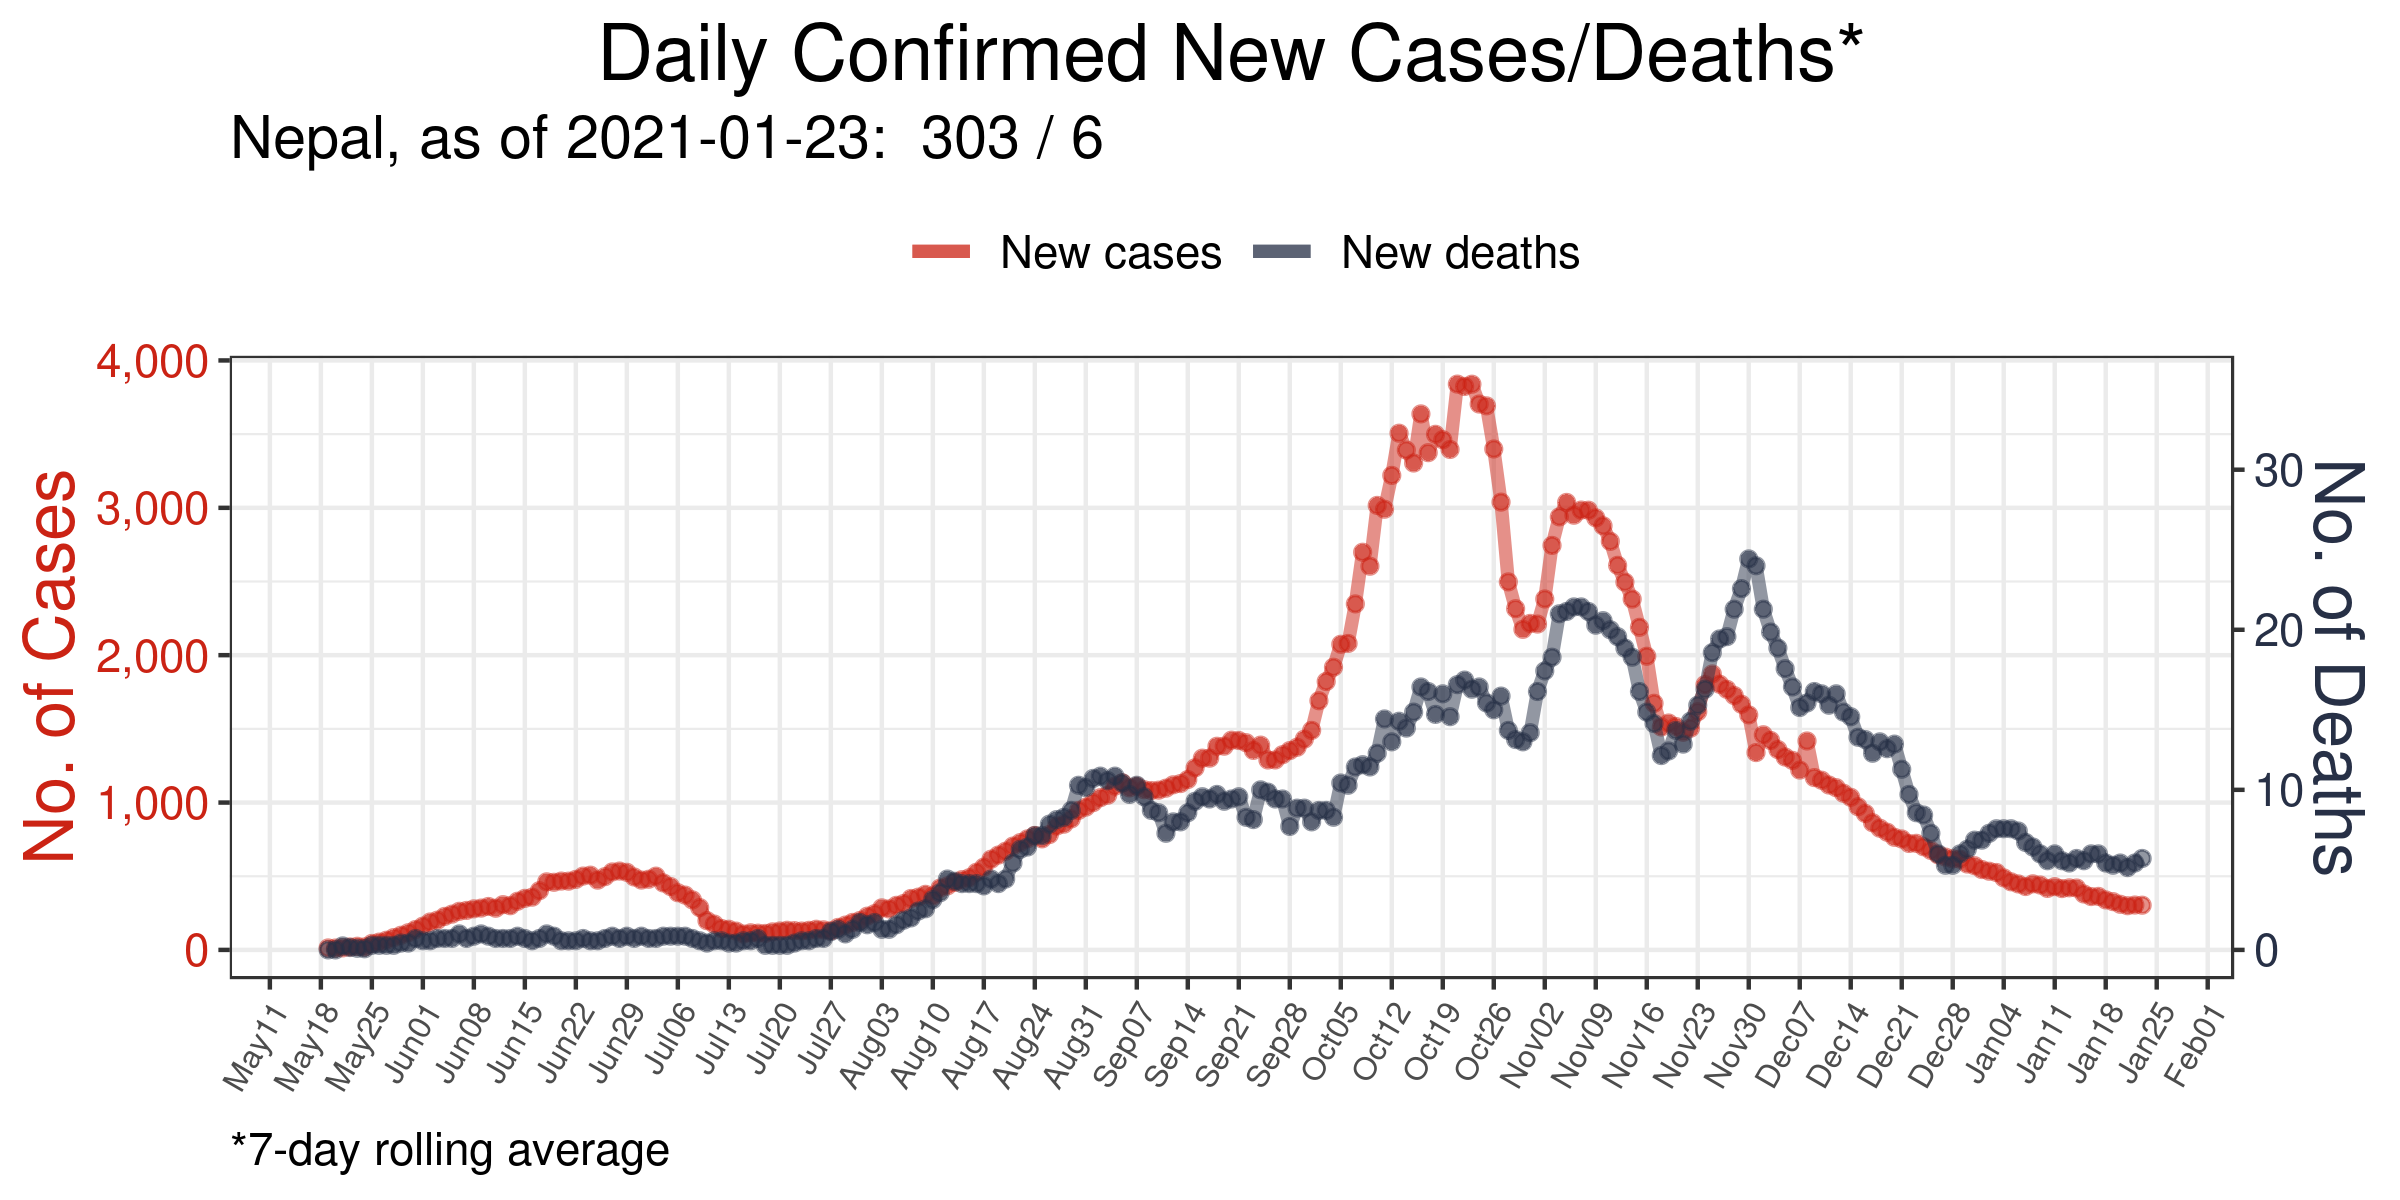 Daily Confirmed New Cases/Deaths*
Nepal, as of 2021-01-23:  303 / 6
New cases
New deaths
No. of Cases
4,000
3,000
2,000
1,000
0
30
20
10
0
No. of Deaths
May11
May18
May25
Jun01
Jun08
Jun15
Jun22
Jun29
Jul06
Jul13
Jul20
Jul27
Aug03
Aug10
Aug17
Aug24
Aug31
Sep07
Sep14
Sep21
Sep28
Oct05
Oct12
Oct19
Oct26
Nov02
Nov09
Nov16
Nov23
Nov30
Dec07
Dec14
Dec21
Dec28
Jan04
Jan11
Jan18
Jan25
Feb01
*7-day rolling average